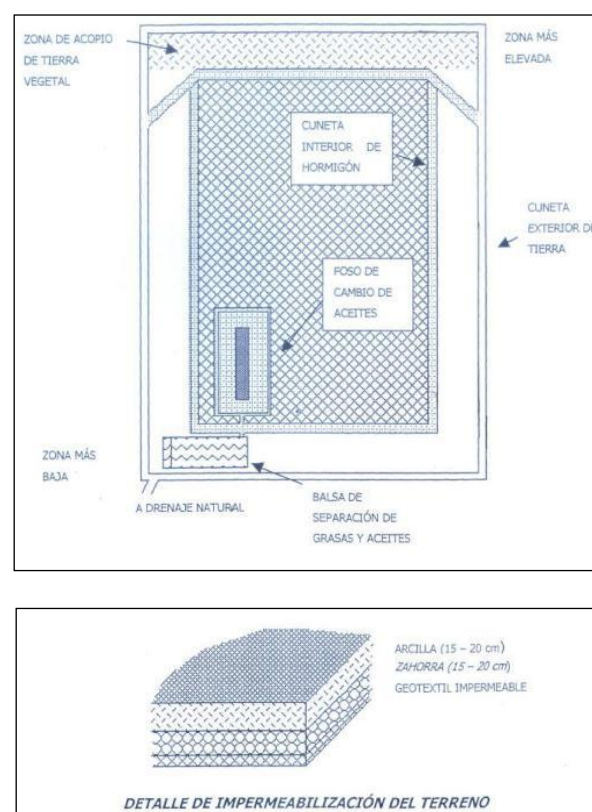 ZONA DE ACOPIO
DE TIERRA
VEGETAL
ZONA MÁS
ELEVADA
CUNETA
INTERIOR DE
HORMIGÓN
CUNETA
EXTERIOR DE
TIERRA
FOSO DE
CAMBIO DE
ACEITES
ZONA MÁS
BAJA
A DRENAJE NATURAL
BALSA DE
SEPARACIÓN DE
GRASAS Y ACEITES
ARCILLA (15 – 20 cm)
ZAHORRA (15 – 20 cm)
GEOTEXTIL IMPERMEABLE
DETALLE DE IMPERMEABILIZACIÓN DEL TERRENO